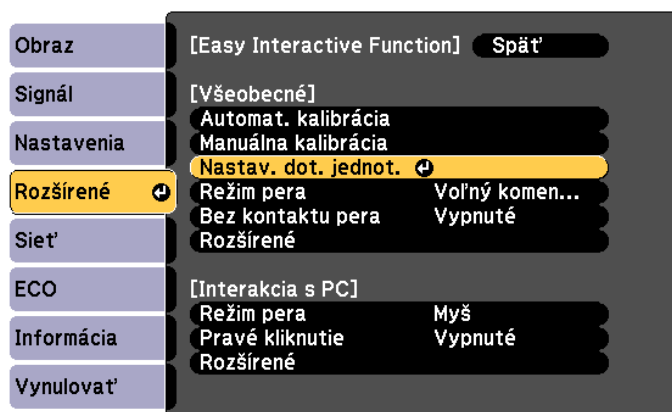 Obraz
Signál
Nastavenia
Rozšírené
Sieť
ECO
Informácia
Vynulovať
[Easy Interactive Function] Späť
[Všeobecné]
Automat. kalibrácia
Manuálna kalibrácia
Nastav. dot. jednot.
Režim pera Voľný komen...
Bez kontaktu pera Vypnuté
Rozšírené
[Interakcia s PC]
Režim pera Myš
Pravé kliknutie Vypnuté
Rozšírené